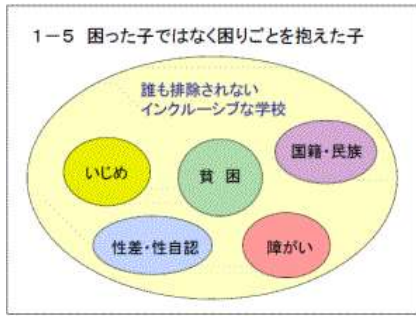 1－5 困った子ではなく困りごとを抱えた子
誰も排除されない
インクルーシブな学校
国籍・民族
いじめ
貧 困
性差・性自認
障がい